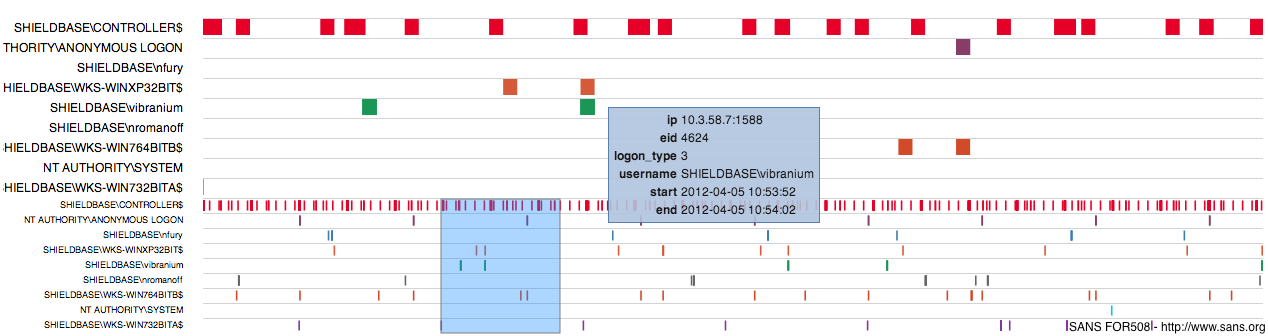 SHIELDBASE\CONTROLLER$
THORITY\ANONYMOUS LOGON
SHIELDBASE\nfury
HIELDBASE\WKS-WINXP32BIT$
SHIELDBASE\vibranium
SHIELDBASE\nromanoff
HIELDBASE\WKS-WIN764BITB$
NT AUTHORITY\SYSTEM
HIELDBASE\WKS-WIN732BITA$
ip 10.3.58.7:1588
eid 4624
logon_type 3
username SHIELDBASE\vibranium
start 2012-04-05 10:53:52
end 2012-04-05 10:54:02
SHIELDBASE\CONTROLLER$
NT AUTHORITY\ANONYMOUS LOGON
SHIELDBASE\nfury
SHIELDBASE\WKS-WINXP32BIT$
SHIELDBASE\vibranium
SHIELDBASE\nromanoff
SHIELDBASE\WKS-WIN764BITB$
NT AUTHORITY\SYSTEM
SHIELDBASE\WKS-WIN732BITA$
SANS FOR508 - http://www.sans.org